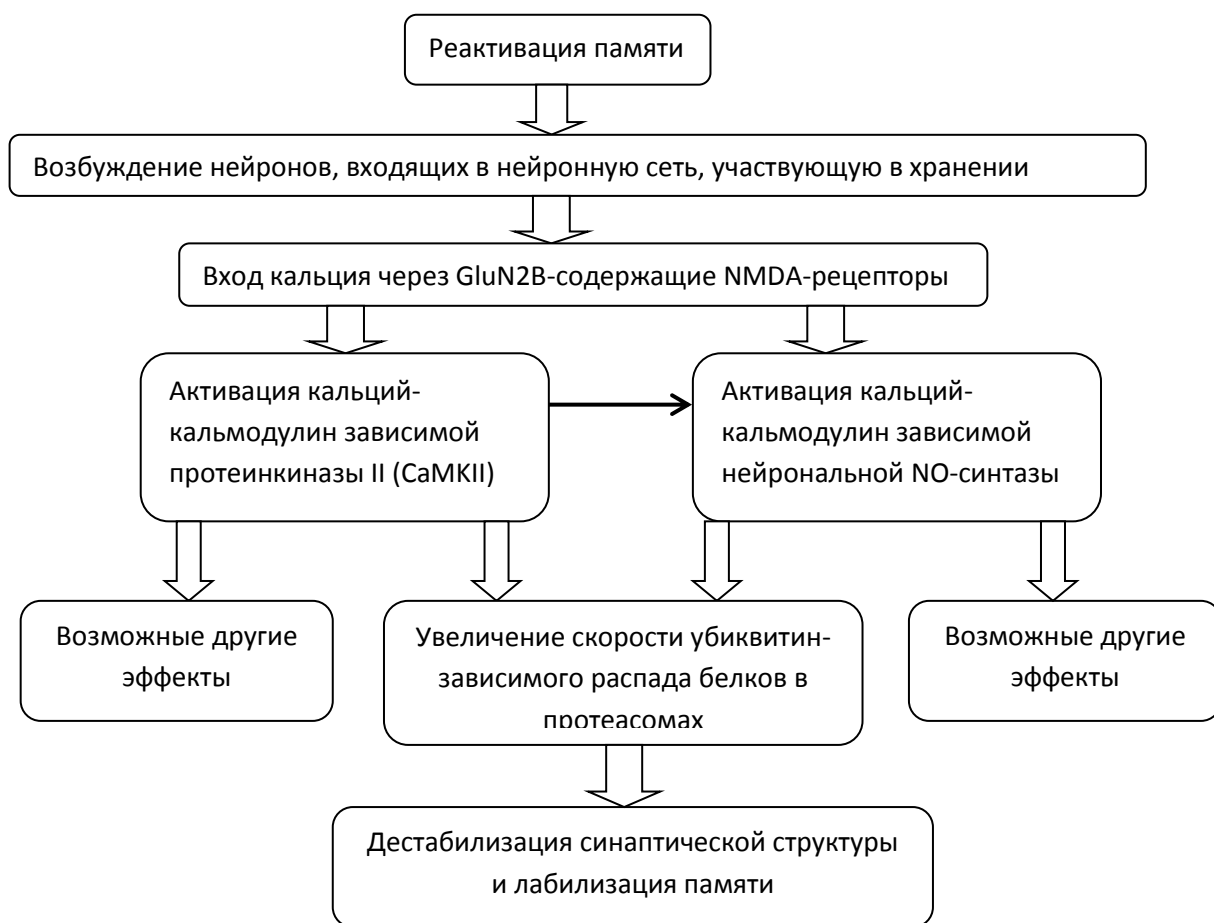 Реактивация памяти
Возбуждение нейронов, входящих в нейронную сеть, участвующую в хранении
Вход кальция через GluN2B-содержащие NMDA-рецепторы
Активация кальций-
кальмодулин зависимой
протеинкиназы II (CaMKII)
Активация кальций-
кальмодулин зависимой
нейрональной NO-синтазы
Возможные другие
эффекты
Увеличение скорости убиквитин-
зависимого распада белков в
протеасомах
Возможные другие
эффекты
Дестабилизация синаптической структуры
и лабилизация памяти